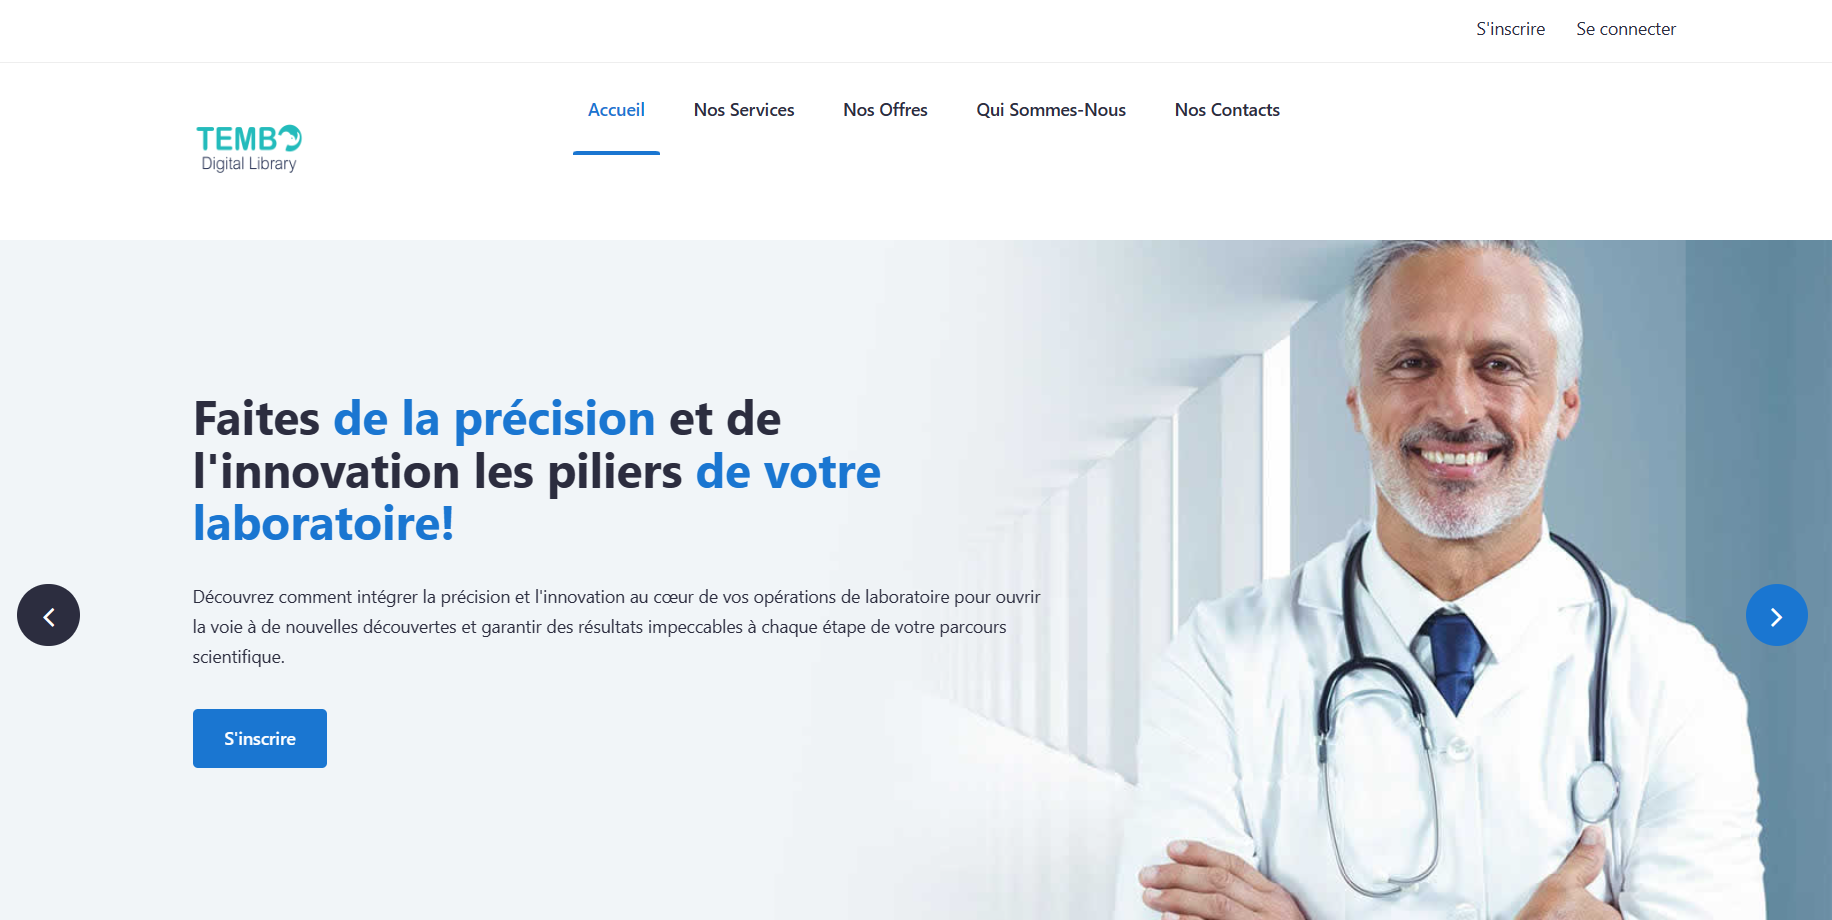 S'inscrire Se connecter
Accueil Nos Services Nos Offres Qui Sommes-Nous Nos Contacts
TEMBO
Digital Library
Faites de la précision et de
l'innovation les piliers de votre
laboratoire!
Découvrez comment intégrer la précision et l'innovation au cœur de vos opérations de laboratoire pour ouvrir
la voie à de nouvelles découvertes et garantir des résultats impeccables à chaque étape de votre parcours
scientifique.
S'inscrire